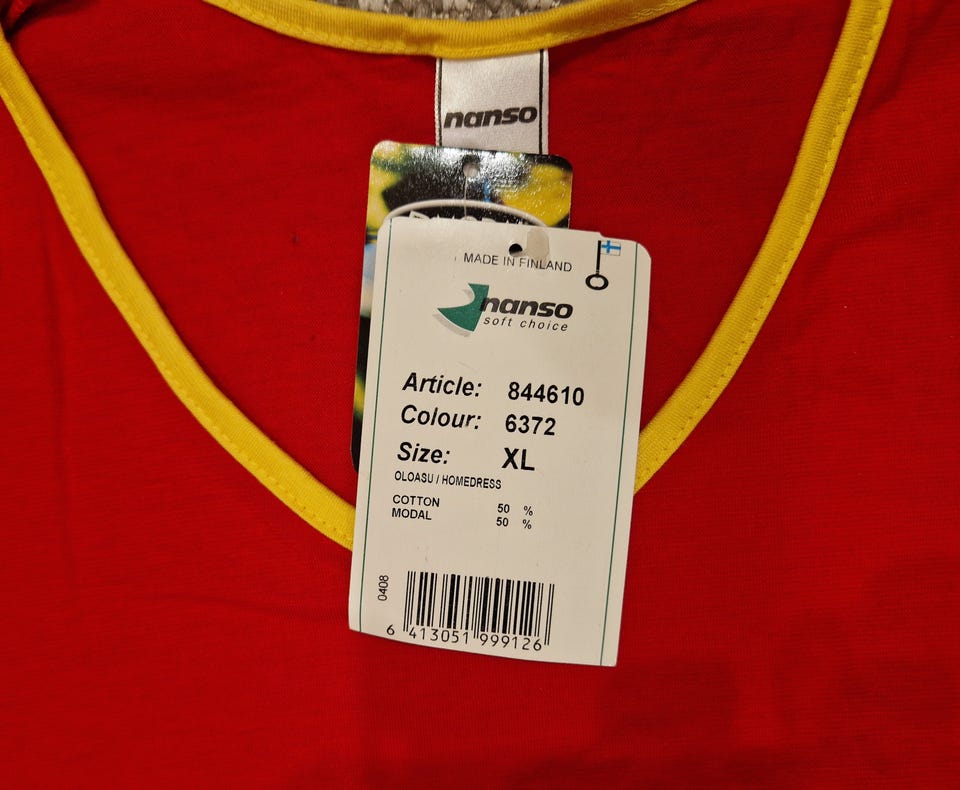 nanso
MADE IN FINLAND
nanso
soft choice
Article: 844610
Colour: 6372
Size: XL
OLOASU / HOMEDRESS
COTTON 50 %
MODAL 50 %
0408
6 413051 999126